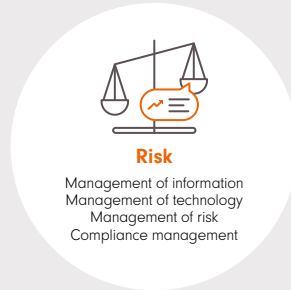 Risk
Management of information
Management of technology
Management of risk
Compliance management